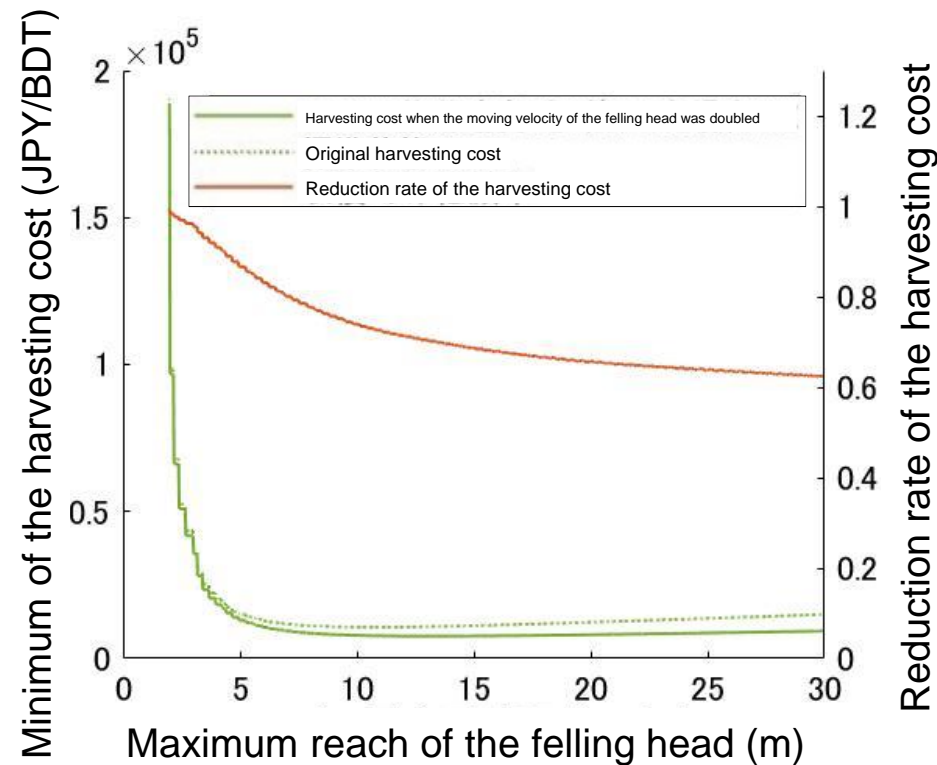 Minimum of the harvesting cost (JPY/BDT)
×10⁵
2
1.5
1
0.5
0
Harvesting cost when the moving velocity of the felling head was doubled
Original harvesting cost
Reduction rate of the harvesting cost
1.2
1
0.8
0.6
0.4
0.2
0
Reduction rate of the harvesting cost
0 5 10 15 20 25 30
Maximum reach of the felling head (m)